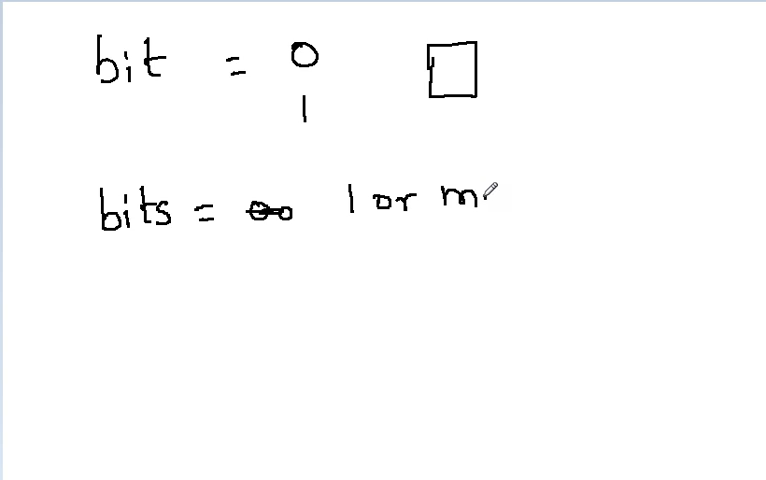 bit = 0
1
bits = 1 or m